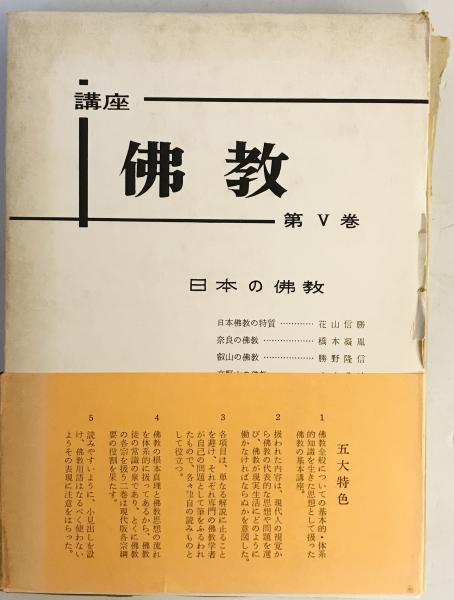 講座
佛教
第V巻
日本の佛教
日本佛教の特質…………花山信勝
奈良の佛教………………橋本凝胤
叡山の佛教………………勝野隆信
五大特色
1 佛教全般についての基本的・体系
的知識を生きた思想として扱った
佛教の基本講座。
2 扱われた内容は、現代人の視覚か
ら佛教の代表的な思想や問題を選
び、佛教が現実生活にどのように
働かなければならぬかを意図した。
3 各項目は、単なる解説に止ること
を避け、それぞれ専門の佛教学者
が自己の問題として筆をふるわれ
たもので、各々独自の読みものと
して役立つ。
4 佛教の根本真理と佛教思想の流れ
を体系的に扱ってあるから、佛教
徒の常識の泉であり、とくに佛教
の各宗を扱う二巻は現代版各宗綱
要の役割を果たす。
5 読みやすいように、小見出しを設
け、佛教用語はなるべく使わない
ようその表現に注意をはらった。